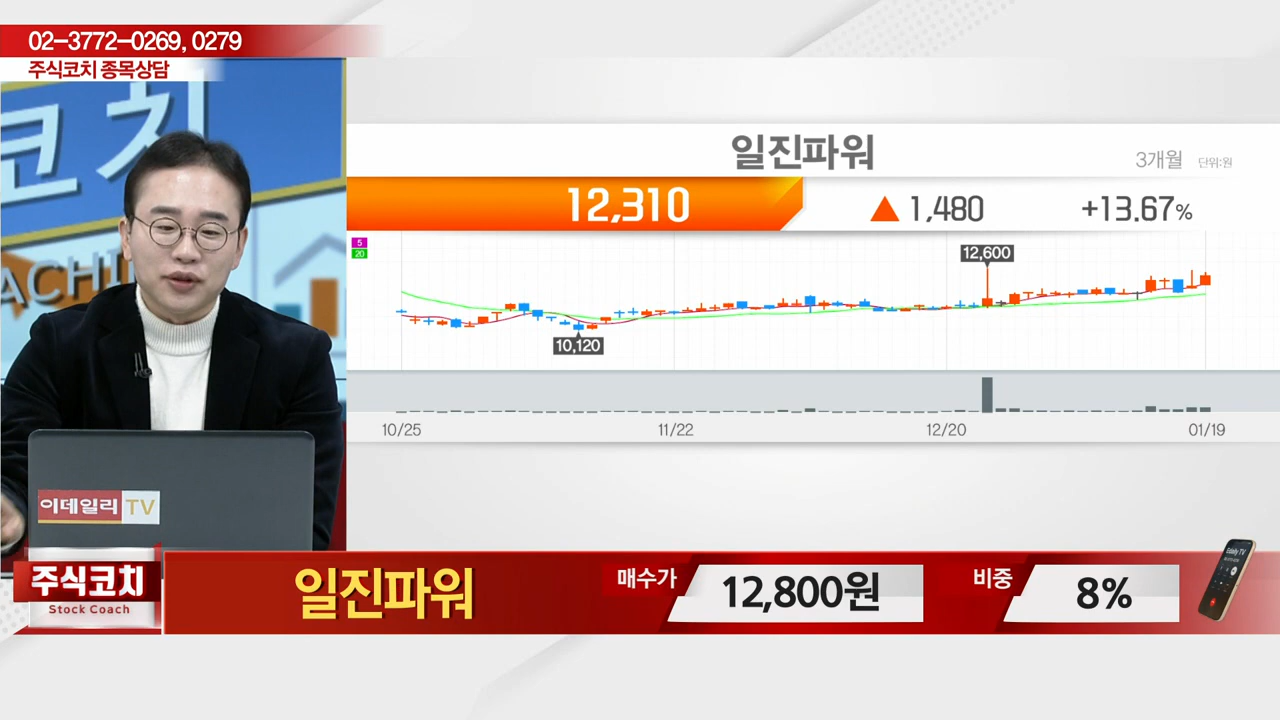 02-3772-0269, 0279
주식코치 종목상담
코치
ACHI
일진파워
3개월 단위:원
12,310 ▲ 1,480 +13.67%
5
20
12,600
10,120
10/25 11/22 12/20 01/19
이데일리 TV
주식코치
Stock Coach
일진파워 매수가 12,800원 비중 8%
Edaily TV